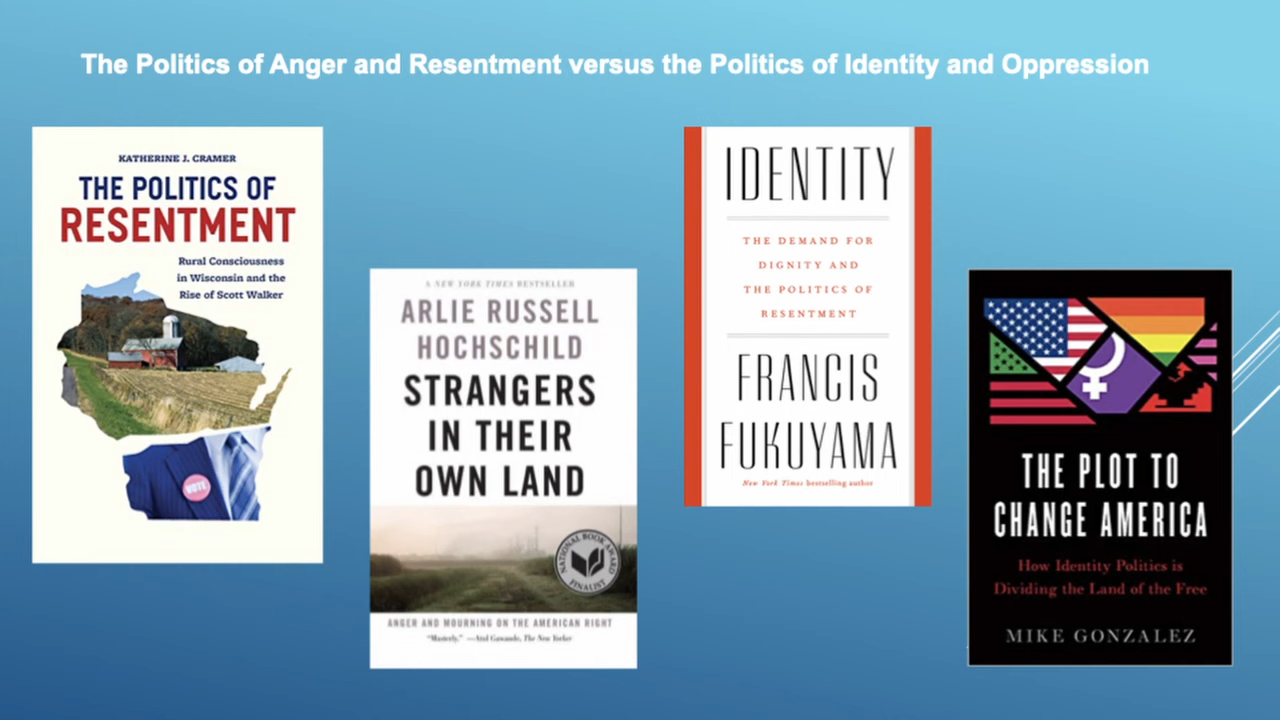 The Politics of Anger and Resentment versus the Politics of Identity and Oppression
KATHERINE J. CRAMER
THE POLITICS OF
RESENTMENT
Rural Consciousness
in Wisconsin and the
Rise of Scott Walker
VOTE
A NEW YORK TIMES BESTSELLER
ARLIE RUSSELL
HOCHSCHILD
STRANGERS
IN THEIR
OWN LAND
NATIONAL BOOK AWARD
FINALIST
ANGER AND MOURNING ON THE AMERICAN RIGHT
"Masterly." —Atul Gawande, The New Yorker
IDENTITY
THE DEMAND FOR
DIGNITY AND
THE POLITICS OF
RESENTMENT
FRANCIS
FUKUYAMA
New York Times bestselling author
THE PLOT TO
CHANGE AMERICA
How Identity Politics is
Dividing the Land of the Free
MIKE GONZALEZ